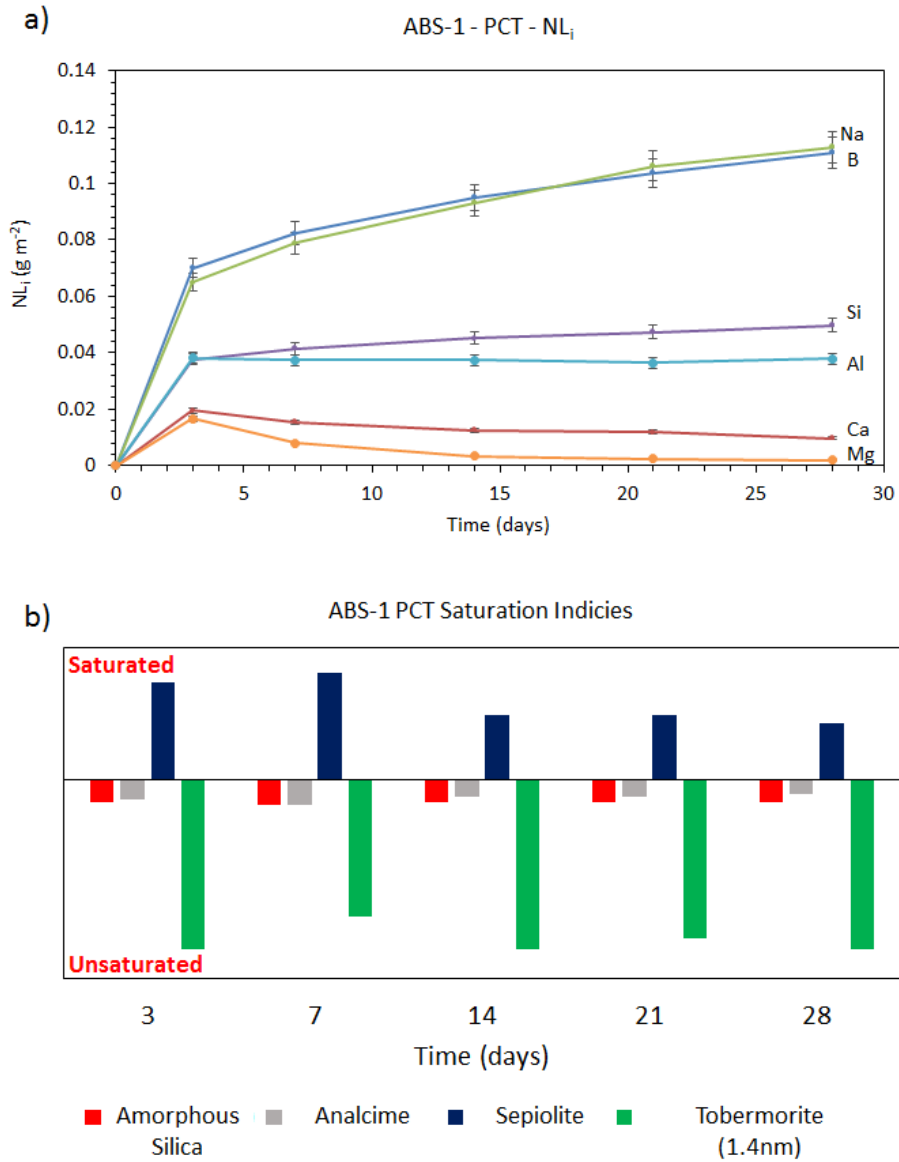 a)
ABS-1 - PCT - NLi
0.14
0.12
0.1
0.08
0.06
0.04
0.02
0
NLi (g m-2)
Na
B
Si
Al
Ca
Mg
0 5 10 15 20 25 30
Time (days)
b)
ABS-1 PCT Saturation Indicies
Saturated
Unsaturated
3 7 14 21 28
Time (days)
Amorphous Silica
Analcime
Sepiolite
Tobermorite
(1.4nm)